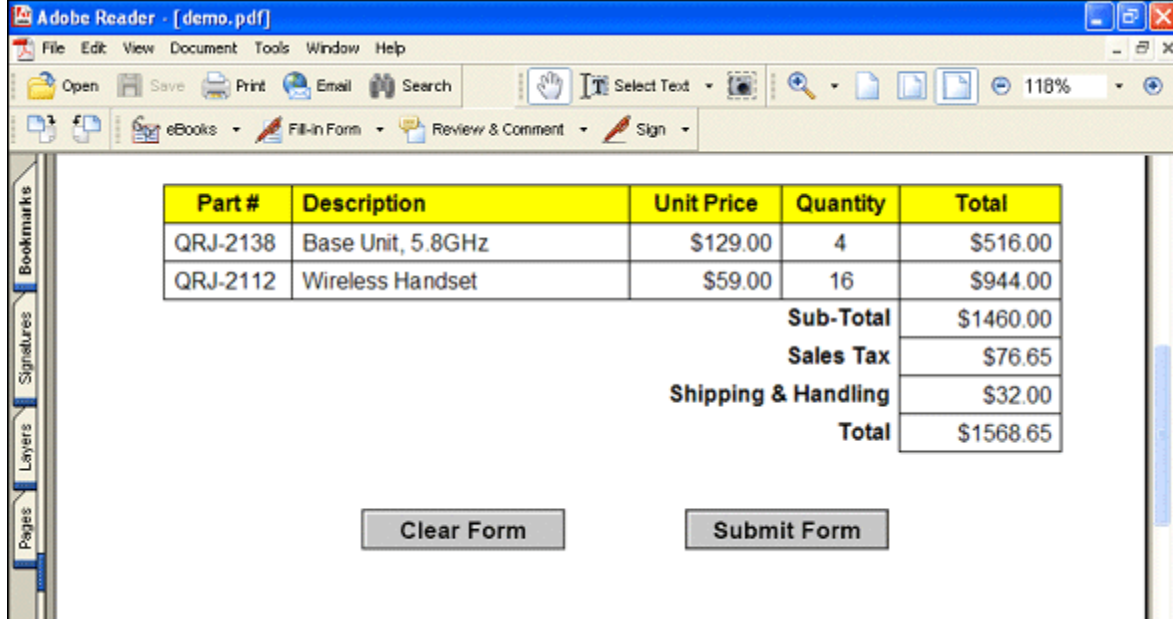 Adobe Reader - [demo.pdf]
File Edit View Document Tools Window Help
Open Save Print Email Search Select Text 118%
eBooks Fill-in Form Review & Comment Sign
Bookmarks
Signatures
Layers
Pages
Part # Description Unit Price Quantity Total
QRJ-2138 Base Unit, 5.8GHz $129.00 4 $516.00
QRJ-2112 Wireless Handset $59.00 16 $944.00
Sub-Total $1460.00
Sales Tax $76.65
Shipping & Handling $32.00
Total $1568.65
Clear Form Submit Form